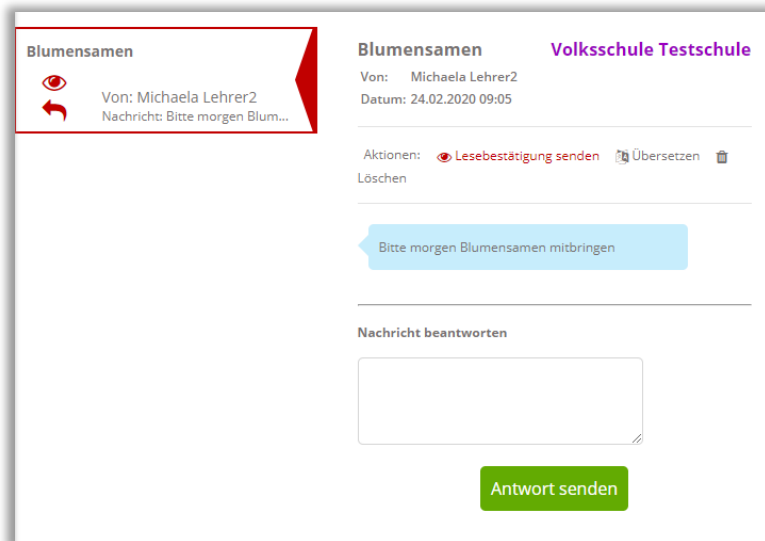 Blumensamen
Von: Michaela Lehrer2
Nachricht: Bitte morgen Blum...
Blumensamen Volksschule Testschule
Von: Michaela Lehrer2
Datum: 24.02.2020 09:05
Aktionen: Lesebestätigung senden Übersetzen
Löschen
Bitte morgen Blumensamen mitbringen
Nachricht beantworten
Antwort senden